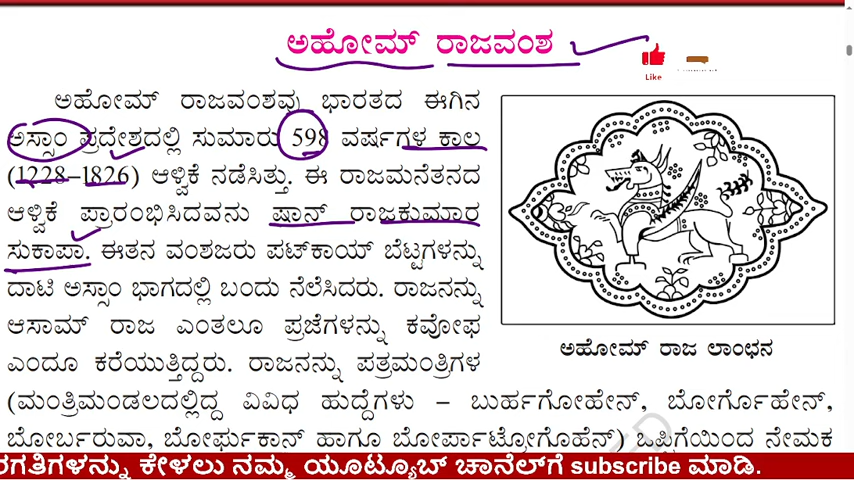 ಅಹೋಮ್ ರಾಜವಂಶ
Like
ಅಹೋಮ್ ರಾಜವಂಶವು ಭಾರತದ ಈಗಿನ
ಅಸ್ಸಾಂ ಪ್ರದೇಶದಲ್ಲಿ ಸುಮಾರು 598 ವರ್ಷಗಳ ಕಾಲ
(1228–1826) ಆಳ್ವಿಕೆ ನಡೆಸಿತ್ತು. ಈ ರಾಜಮನೆತನದ
ಆಳ್ವಿಕೆ ಪ್ರಾರಂಭಿಸಿದವನು ಷಾನ್ ರಾಜಕುಮಾರ
ಸುಕಾಪಾ. ಈತನ ವಂಶಜರು ಪಟ್‌ಕಾಯ್ ಬೆಟ್ಟಗಳನ್ನು
ದಾಟಿ ಅಸ್ಸಾಂ ಭಾಗದಲ್ಲಿ ಬಂದು ನೆಲೆಸಿದರು. ರಾಜನನ್ನು
ಆಸಾಮ್ ರಾಜ ಎಂತಲೂ ಪ್ರಜೆಗಳನ್ನು ಕವೋಫ
ಎಂದೂ ಕರೆಯುತ್ತಿದ್ದರು. ರಾಜನನ್ನು ಪತ್ರಮಂತ್ರಿಗಳ
ಅಹೋಮ್ ರಾಜ ಲಾಂಛನ
(ಮಂತ್ರಿಮಂಡಲದಲ್ಲಿದ್ದ ವಿವಿಧ ಹುದ್ದೆಗಳು – ಬುರ್ಹಗೋಹೇನ್, ಬೋರ್ಗೊಹೇನ್,
ಬೋರ್ಬರುವಾ, ಬೋರ್ಘುಕಾನ್ ಹಾಗೂ ಬೋರ್ಪಾಟ್ರೋಗೊಹೆನ್) ಒಪ್ಪಿಗೆಯಿಂದ ನೇಮಕ
ರಗತಿಗಳನ್ನು ಕೇಳಲು ನಮ್ಮ ಯೂಟ್ಯೂಬ್ ಚಾನೆಲ್‌ಗೆ subscribe ಮಾಡಿ.